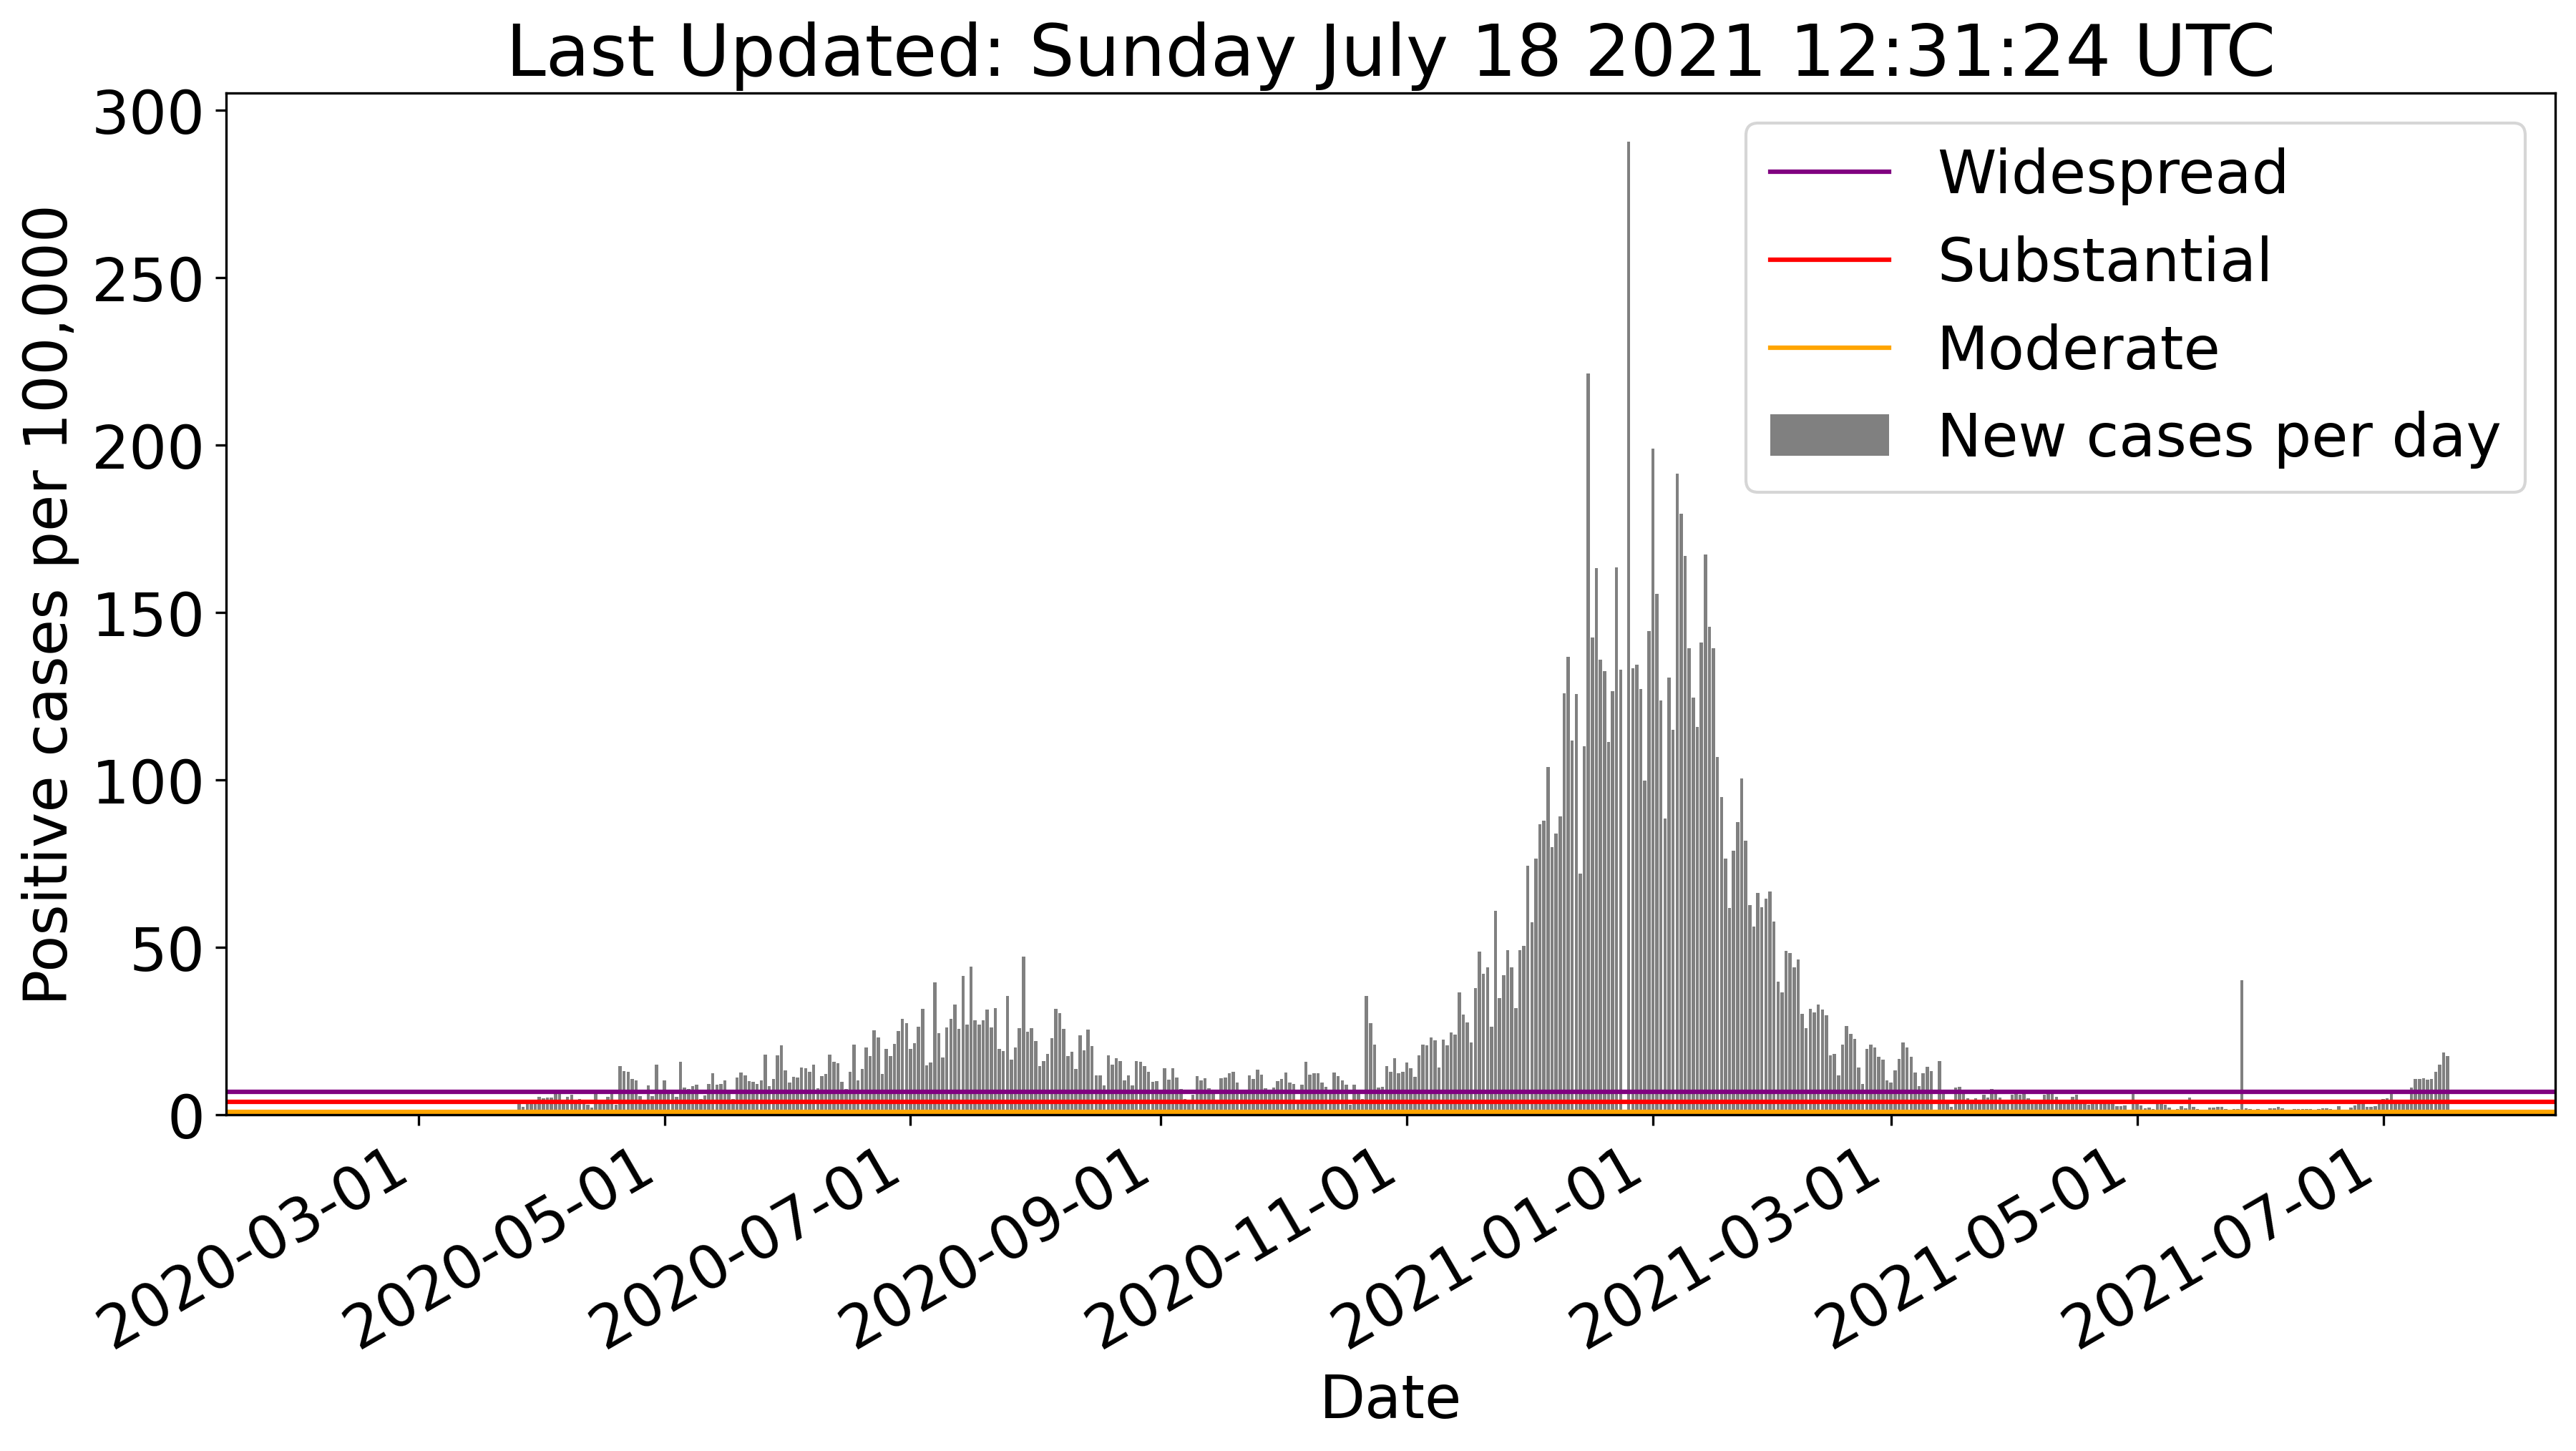 Last Updated: Sunday July 18 2021 12:31:24 UTC
300
250
200
150
100
50
0
Positive cases per 100,000
Widespread
Substantial
Moderate
New cases per day
2020-03-01
2020-05-01
2020-07-01
2020-09-01
2020-11-01
2021-01-01
2021-03-01
2021-05-01
2021-07-01
Date